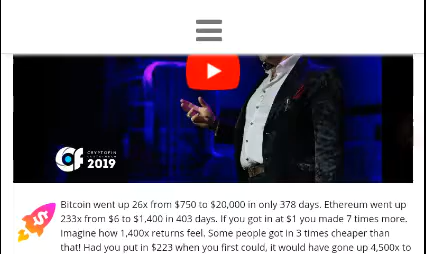 CRYPTOFIN
2019
Bitcoin went up 26x from $750 to $20,000 in only 378 days. Ethereum went up
233x from $6 to $1,400 in 403 days. If you got in at $1 you made 7 times more.
Imagine how 1,400x returns feel. Some people got in 3 times cheaper than
that! Had you put in $223 when you first could, it would have gone up 4,500x to